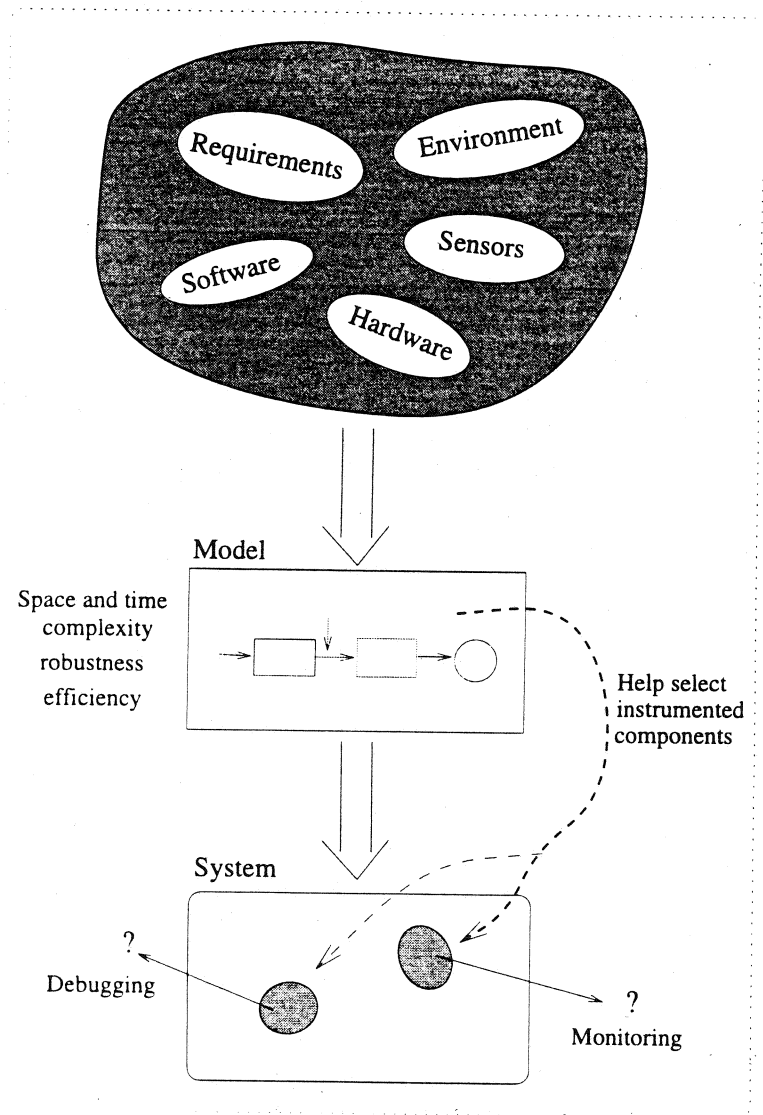 Requirements
Environment
Software
Sensors
Hardware
Model
Space and time
complexity
robustness
efficiency
Help select
instrumented
components
System
?
Debugging
?
Monitoring